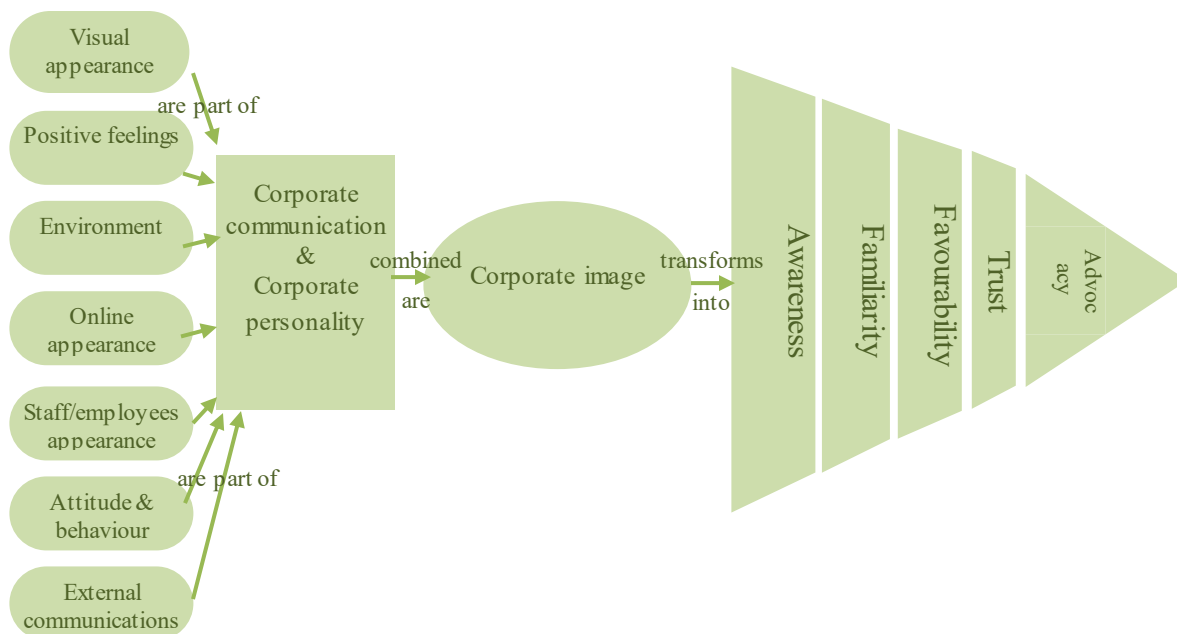 Visual
appearance
are part of
Positive feelings
Environment
Online
appearance
Staff/employees
appearance
Attitude &
behaviour
are part of
External
communications
Corporate
communication
&
Corporate
personality
combined
are
Corporate image
transforms
into
Awareness
Familiarity
Favourability
Trust
Advoc
acy